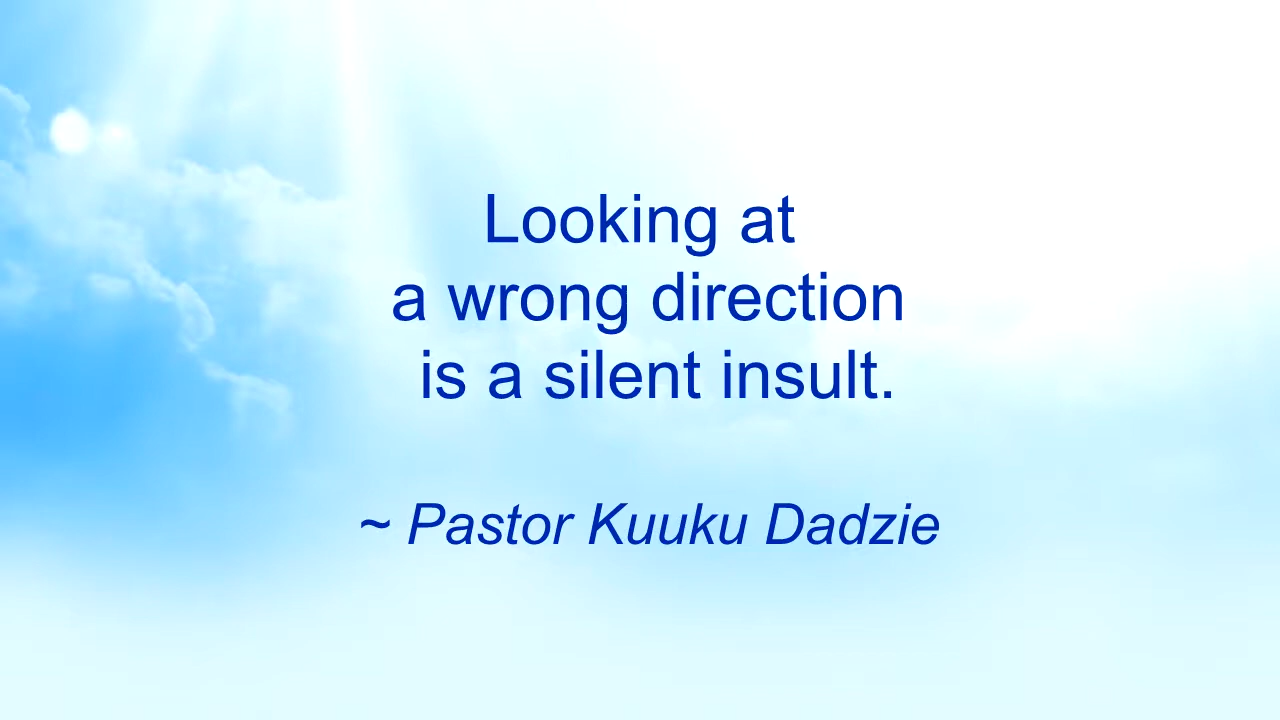 Looking at
a wrong direction
is a silent insult.
~ Pastor Kuuku Dadzie